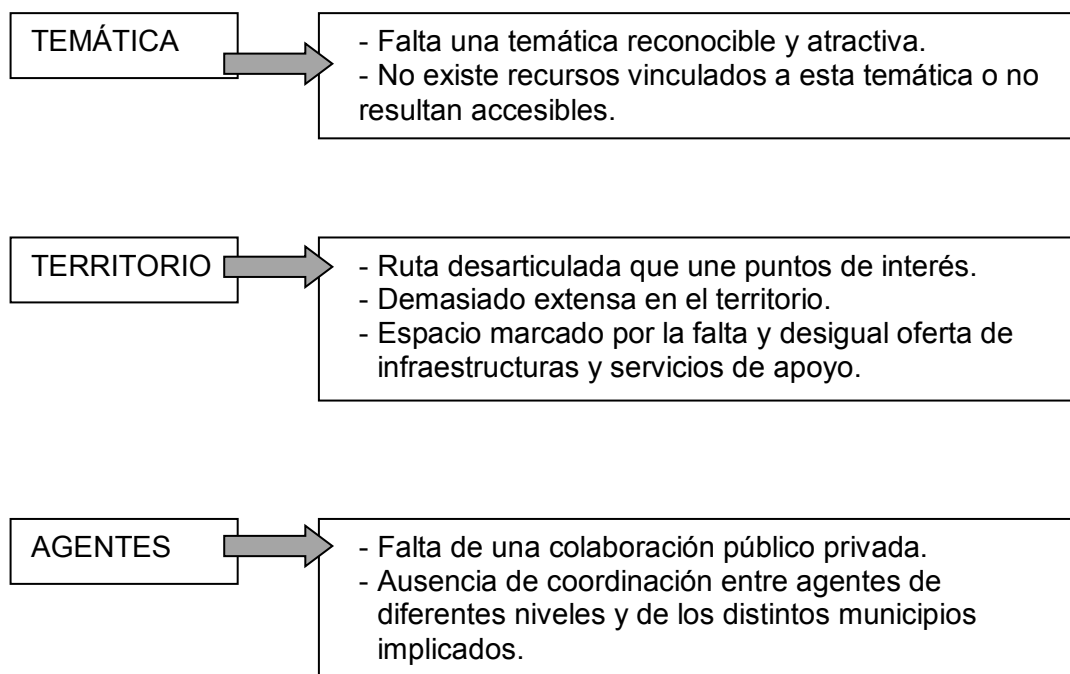 TEMÁTICA
- Falta una temática reconocible y atractiva.
- No existe recursos vinculados a esta temática o no
resultan accesibles.
TERRITORIO
- Ruta desarticulada que une puntos de interés.
- Demasiado extensa en el territorio.
- Espacio marcado por la falta y desigual oferta de
infraestructuras y servicios de apoyo.
AGENTES
- Falta de una colaboración público privada.
- Ausencia de coordinación entre agentes de
diferentes niveles y de los distintos municipios
implicados.